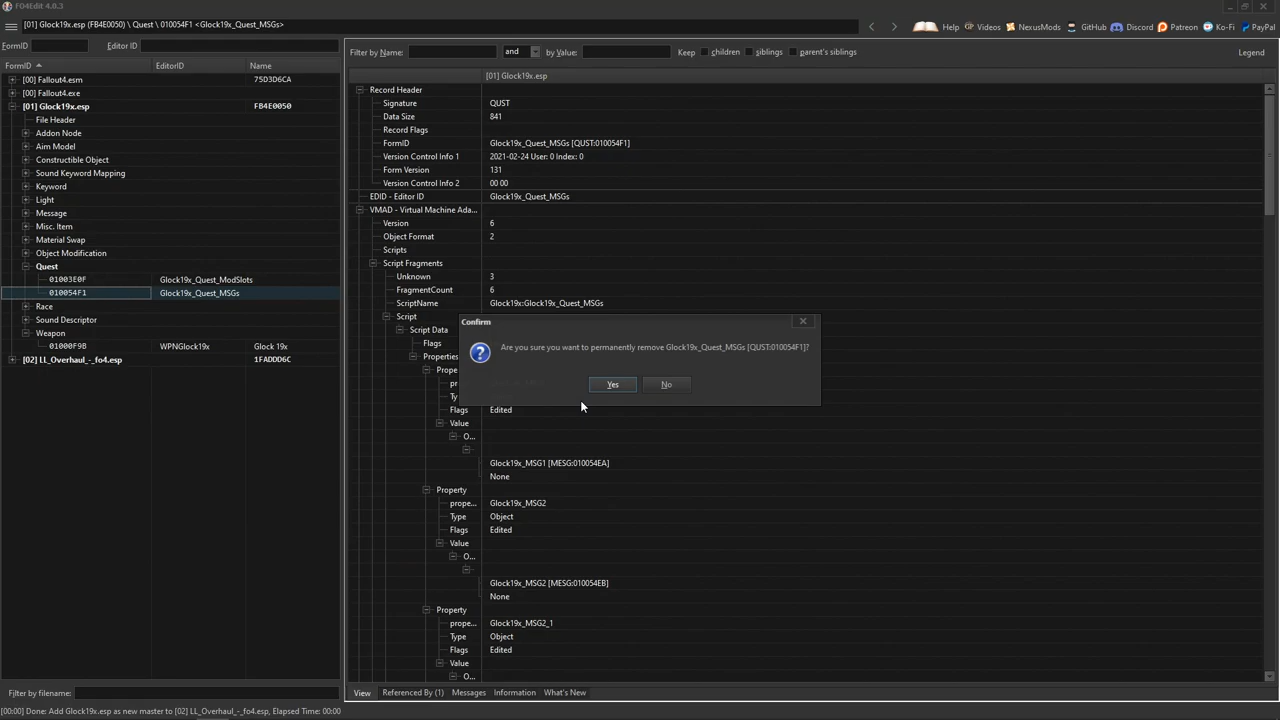 FO4Edit 4.0.3
[01] Glock19x.esp (FB4E0050) \ Quest \ 010054F1 <Glock19x_Quest_MSGs>
Help Videos NexusMods GitHub Discord Patreon Ko-Fi PayPal
FormID Editor ID
Filter by Name: and by Value: Keep children siblings parent's siblings Legend
FormID EditorID Name
[01] Glock19x.esp
[00] Fallout4.esm 75D3D6CA
[00] Fallout4.exe
[01] Glock19x.esp FB4E0050
File Header
Addon Node
Aim Model
Constructible Object
Sound Keyword Mapping
Keyword
Light
Message
Misc. Item
Material Swap
Object Modification
Quest
01003E0F Glock19x_Quest_ModSlots
010054F1 Glock19x_Quest_MSGs
Race
Sound Descriptor
Weapon
01000F9B WPNGlock19x Glock 19x
[02] LL_Overhaul_-_fo4.esp 1FADDD6C
Record Header
Signature QUST
Data Size 841
Record Flags
FormID Glock19x_Quest_MSGs [QUST:010054F1]
Version Control Info 1 2021-02-24 User: 0 Index: 0
Form Version 131
Version Control Info 2 00 00
EDID - Editor ID Glock19x_Quest_MSGs
VMAD - Virtual Machine Ada...
Version 6
Object Format 2
Scripts
Script Fragments
Unknown 3
FragmentCount 6
ScriptName Glock19x:Glock19x_Quest_MSGs
Script
Script Data
Flags
Properties
Prope
pr
Ty
Flags Edited
Value
O...
Glock19x_MSG1 [MESG:010054EA]
None
Property
prope... Glock19x_MSG2
Type Object
Flags Edited
Value
O...
Glock19x_MSG2 [MESG:010054EB]
None
Property
prope... Glock19x_MSG2_1
Type Object
Flags Edited
Value
O...
Confirm
Are you sure you want to permanently remove Glock19x_Quest_MSGs [QUST:010054F1]?
Yes No
Filter by filename:
View Referenced By (1) Messages Information What's New
[00:00] Done: Add Glock19x.esp as new master to [02] LL_Overhaul_-_fo4.esp, Elapsed Time: 00:00